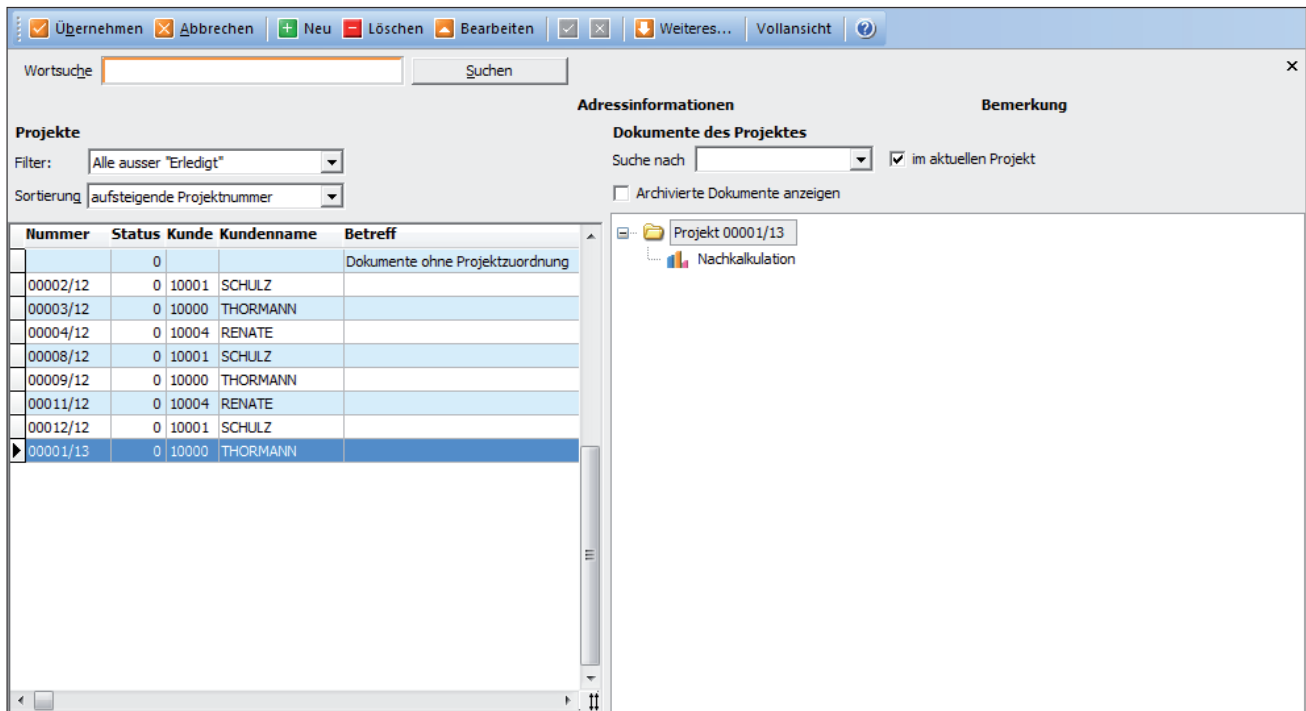 Übernehmen Abbrechen Neu Löschen Bearbeiten Weiteres... Vollansicht
Wortsuche Suchen
Adressinformationen Bemerkung
Projekte Dokumente des Projektes
Filter: Alle ausser "Erledigt" Suche nach im aktuellen Projekt
Sortierung aufsteigende Projektnummer Archivierte Dokumente anzeigen
Nummer Status Kunde Kundenname Betreff Projekt 00001/13
0 Dokumente ohne Projektzuordnung Nachkalkulation
00002/12 0 10001 SCHULZ
00003/12 0 10000 THORMANN
00004/12 0 10004 RENATE
00008/12 0 10001 SCHULZ
00009/12 0 10000 THORMANN
00011/12 0 10004 RENATE
00012/12 0 10001 SCHULZ
00001/13 0 10000 THORMANN